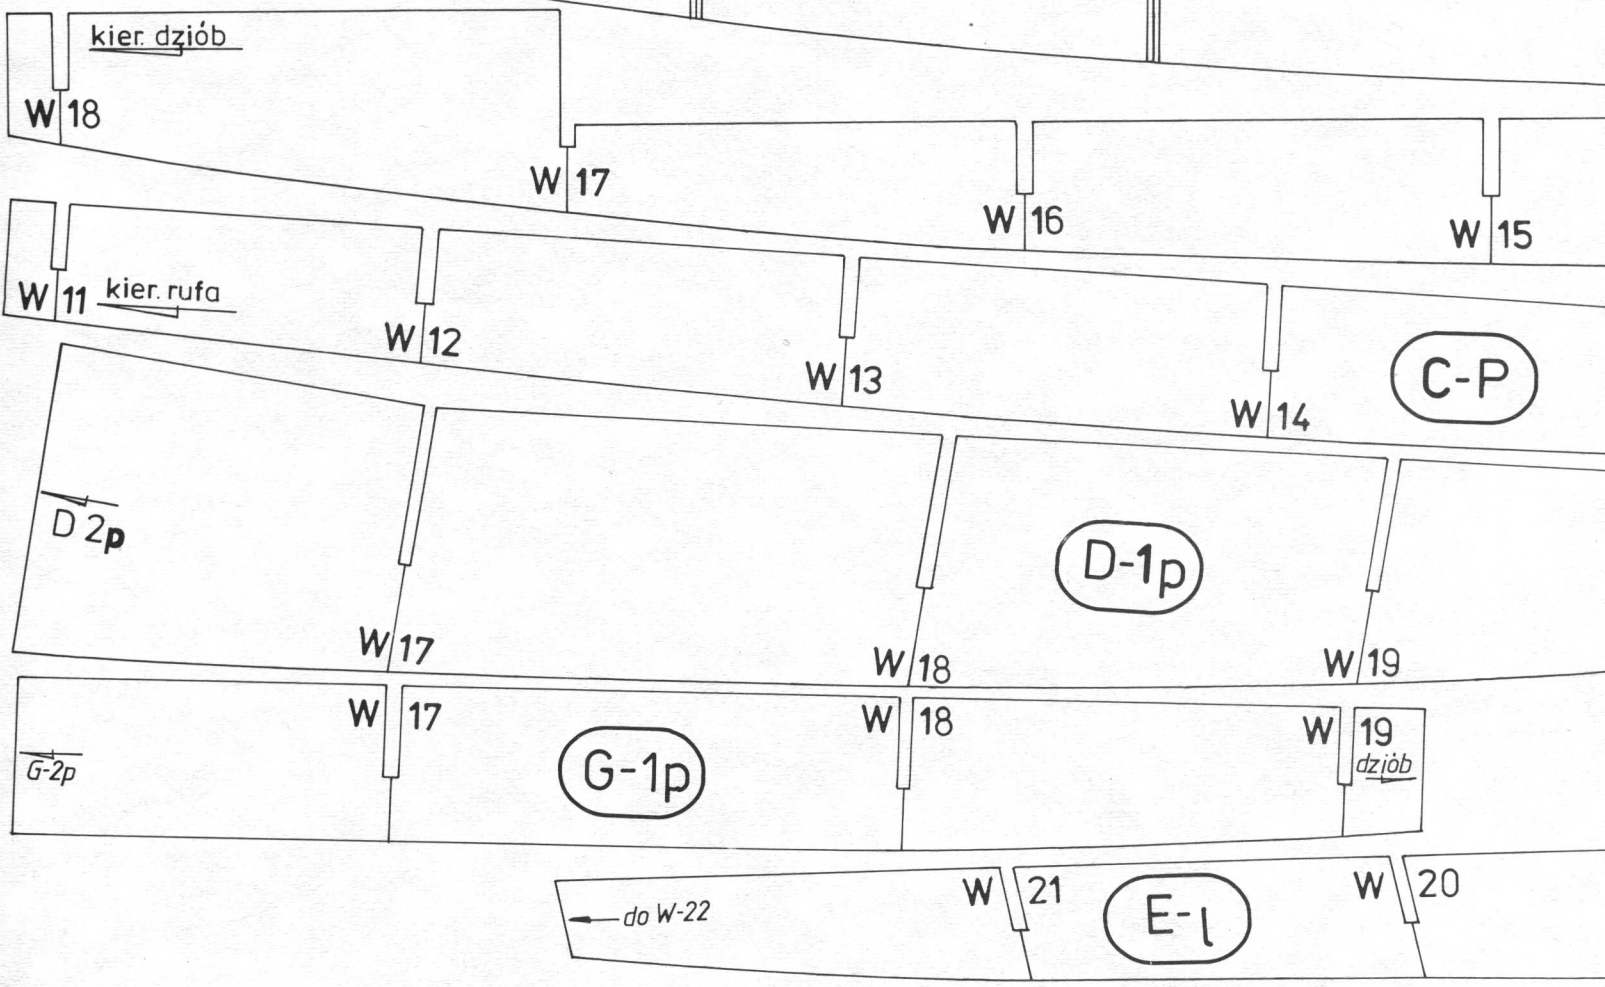 kier. dziób
W 18
W 17
W 16
W 15
W 11
kier. rufa
W 12
W 13
W 14
C-P
D 2p
D-1p
W 17
W 18
W 19
W 17
W 18
W 19
dziób
G-2p
G-1p
do W-22
W 21
E-l
W 20